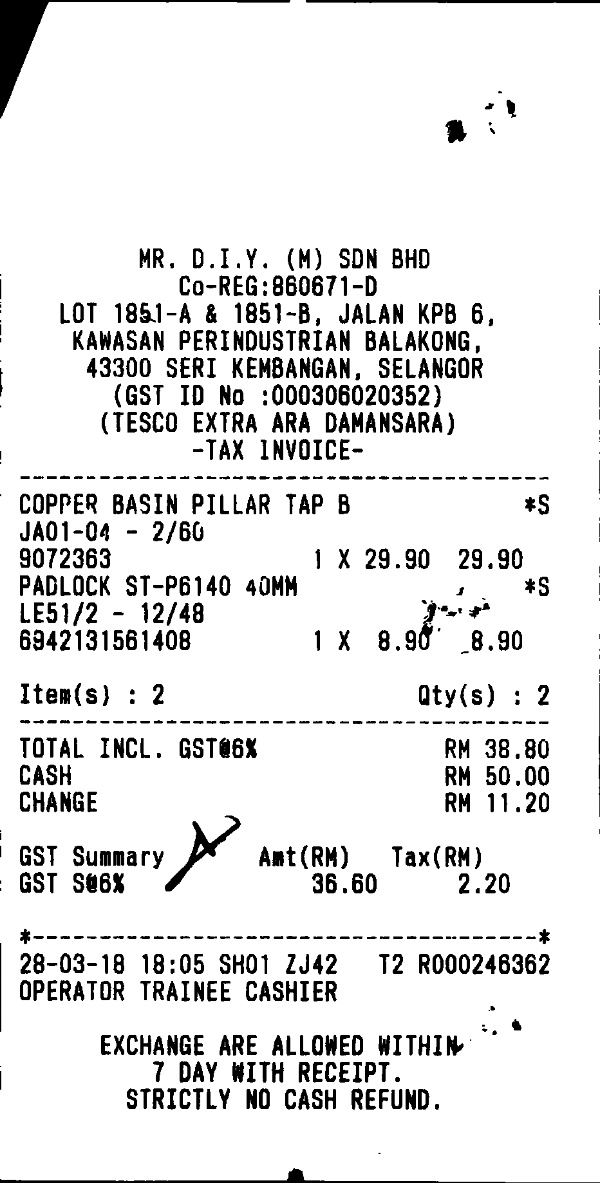 MR. D.I.Y. (M) SDN BHD
Co-REG:860671-D
LOT 1851-A & 1851-B, JALAN KPB 6,
KAWASAN PERINDUSTRIAN BALAKONG,
43300 SERI KEMBANGAN, SELANGOR
(GST ID No :000306020352)
(TESCO EXTRA ARA DAMANSARA)
-TAX INVOICE-
COPPER BASIN PILLAR TAP B *S
JA01-04 - 2/60
9072363 1 X 29.90 29.90
PADLOCK ST-P6140 40MM *S
LE51/2 - 12/48
6942131561408 1 X 8.90 8.90
Item(s) : 2 Qty(s) : 2
TOTAL INCL. GST@6% RM 38.80
CASH RM 50.00
CHANGE RM 11.20
GST Summary Amt(RM) Tax(RM)
GST S@6% 36.60 2.20
*--------------------------------------*
28-03-18 18:05 SH01 ZJ42 T2 R000246362
OPERATOR TRAINEE CASHIER
EXCHANGE ARE ALLOWED WITHIN
7 DAY WITH RECEIPT.
STRICTLY NO CASH REFUND.